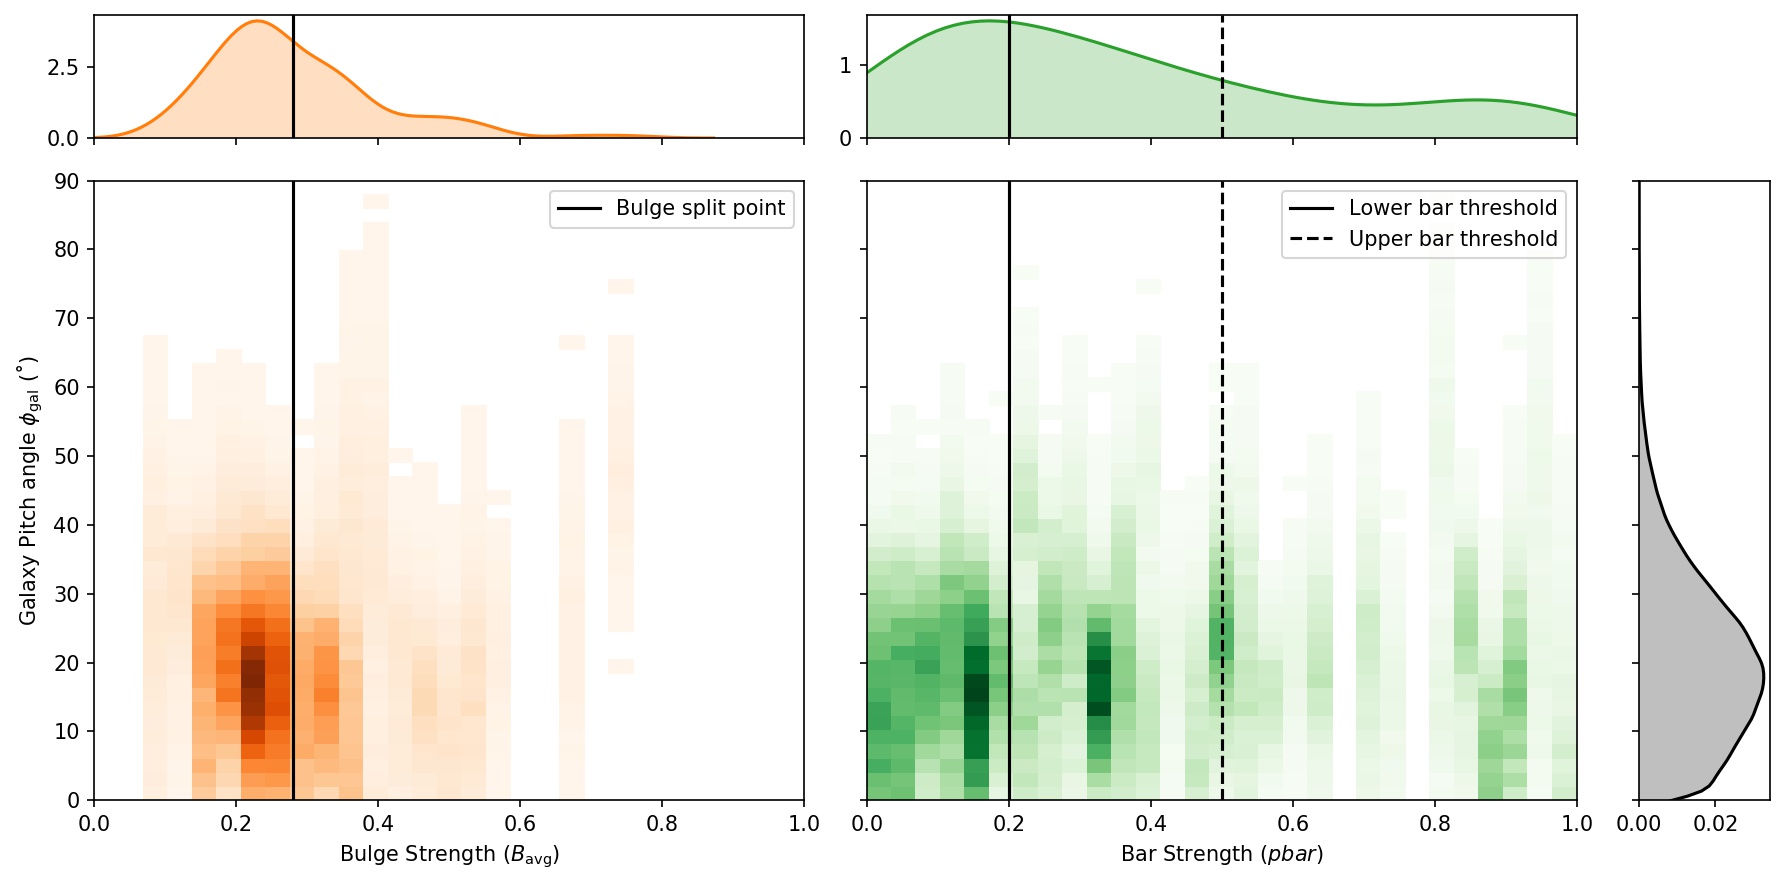 2.5
0.0
1
0
90
80
70
60
50
40
30
20
10
0
Galaxy Pitch angle ϕgal (˚)
Bulge split point
Lower bar threshold
Upper bar threshold
0.0 0.2 0.4 0.6 0.8 1.0
Bulge Strength (Bavg)
0.0 0.2 0.4 0.6 0.8 1.0
Bar Strength (pbar)
0.00 0.02